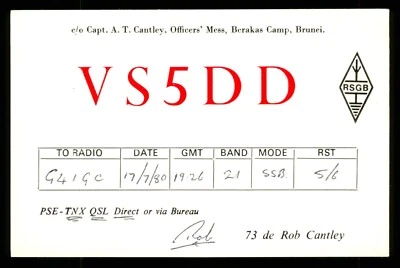 c/o Capt. A. T. Cantley, Officers' Mess, Berakas Camp, Brunei.
VS5DD
RSGB
TO RADIO DATE GMT BAND MODE RST
G4IGC 17/7/80 19.26 21 SSB 5/6
PSE - TNX QSL Direct or via Bureau
Rob
73 de Rob Cantley